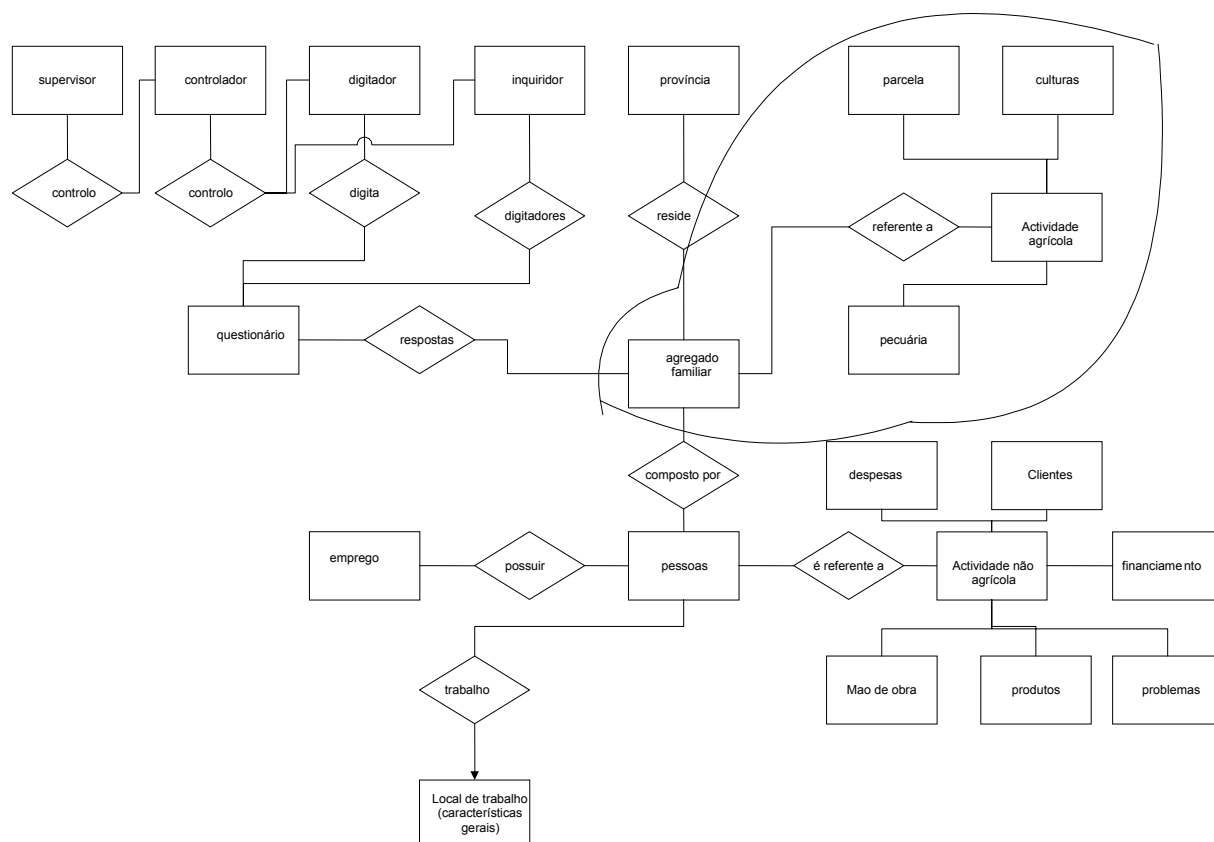 supervisor
controlador
digitador
inquiridor
província
parcela
culturas
controlo
controlo
digita
digitadores
reside
referente a
Actividade
agrícola
questionário
respostas
agregado
familiar
pecuária
composto por
despesas
Clientes
emprego
possuir
pessoas
é referente a
Actividade não
agrícola
financiamento
trabalho
Mao de obra
produtos
problemas
Local de trabalho
(características
gerais)